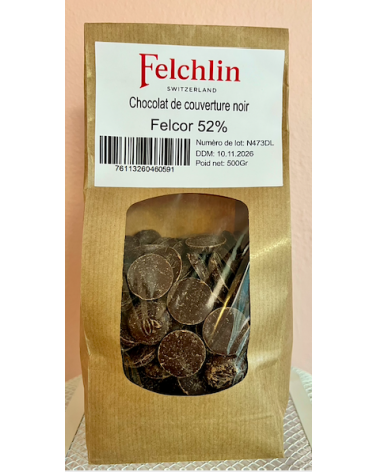 Felchlin
SWITZERLAND
Chocolat de couverture noir
Felcor 52%
Numéro de lot: N473DL
DDM: 10.11.2026
Poid net: 500Gr
76113260460591